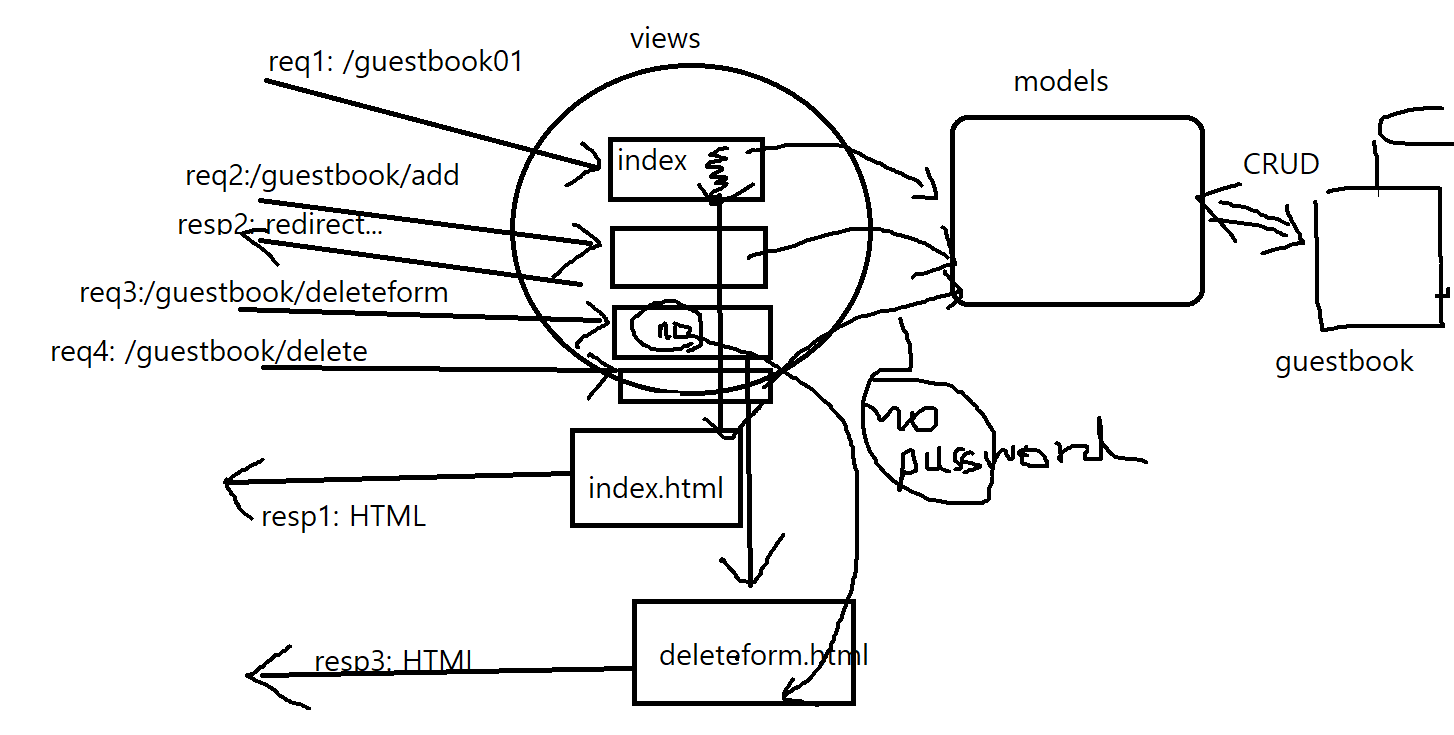 views
req1: /guestbook01
models
index
CRUD
req2:/guestbook/add
resp2: redirect...
req3:/guestbook/deleteform
no
req4: /guestbook/delete
guestbook
no
password
index.html
resp1: HTML
deleteform.html
resp3: HTML